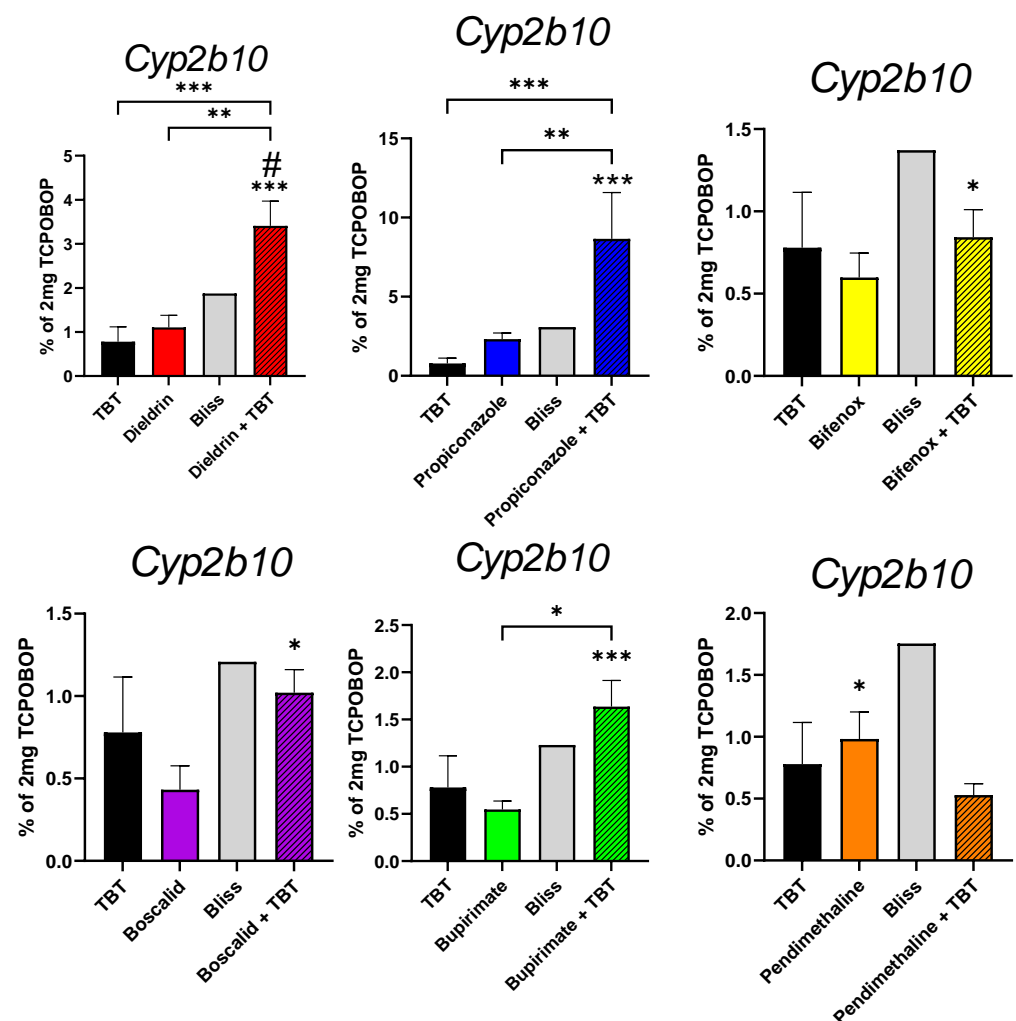 Cyp2b10
***
**
#
***
% of 2mg TCPOBOP
5
4
3
2
1
0
TBT
Dieldrin
Bliss
Dieldrin + TBT
Cyp2b10
***
**
***
% of 2mg TCPOBOP
15
10
5
0
TBT
Propiconazole
Bliss
Propiconazole + TBT
Cyp2b10
*
% of 2mg TCPOBOP
1.5
1.0
0.5
0.0
TBT
Bifenox
Bliss
Bifenox + TBT
Cyp2b10
*
% of 2mg TCPOBOP
1.5
1.0
0.5
0.0
TBT
Boscalid
Bliss
Boscalid + TBT
Cyp2b10
*
***
% of 2mg TCPOBOP
2.5
2.0
1.5
1.0
0.5
0.0
TBT
Bupirimate
Bliss
Bupirimate + TBT
Cyp2b10
*
% of 2mg TCPOBOP
2.0
1.5
1.0
0.5
0.0
TBT
Pendimethaline
Bliss
Pendimethaline + TBT